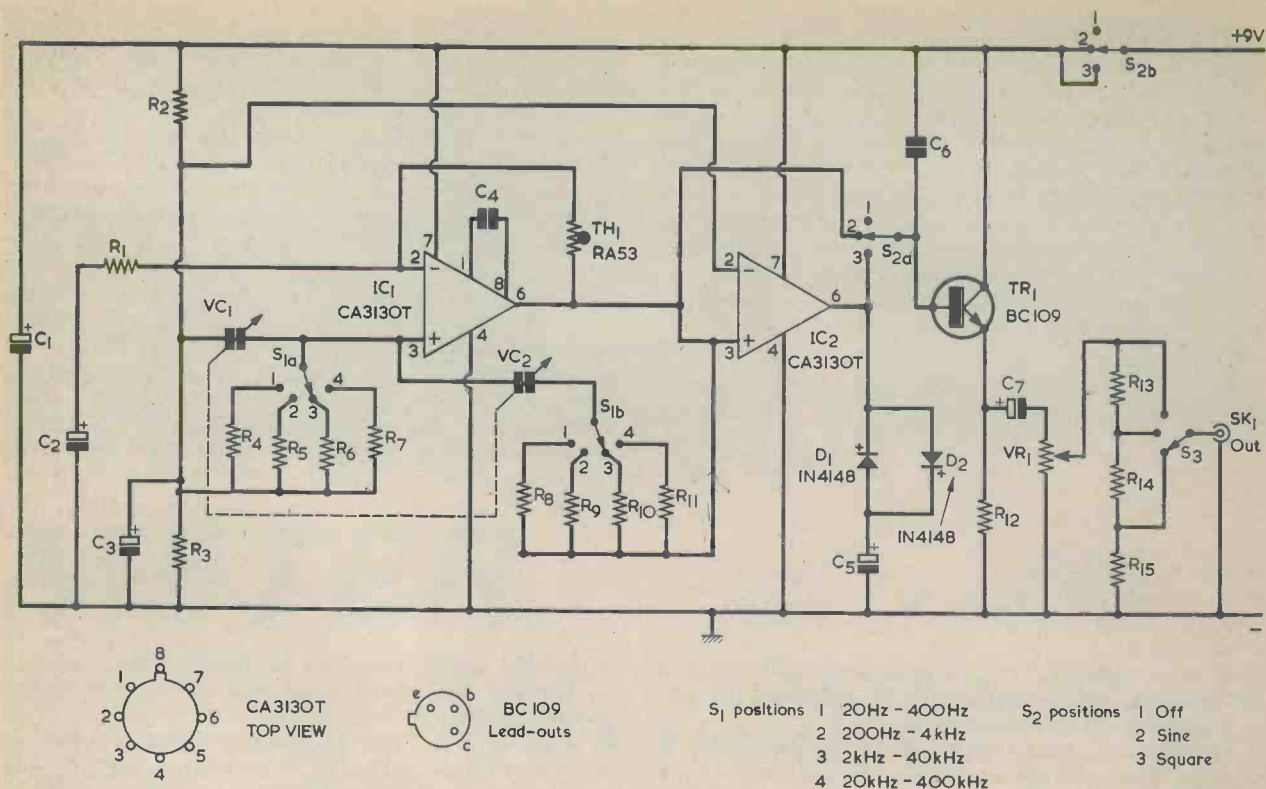 1
2
3
S2b
+9V
R2
C6
C4
TH1
RA53
1
2
3
S2a
R1
7
2
−
1
8
6
IC1
CA3130T
+
3
4
2
−
7
6
IC2
CA3130T
+
3
4
TR1
BC109
VC1
VC2
C1
S1a
1
2
3
4
R4
R5
R6
R7
S1b
1
2
3
4
R8
R9
R10
R11
C2
C3
R3
D1
1N4148
D2
1N4148
+
C5
C7
VR1
R12
R13
R14
R15
S3
SK1
Out
−
8
1
7
2
6
3
5
4
CA3130T
TOP VIEW
e
b
c
BC109
Lead-outs
S1 positions 1 20Hz - 400Hz
2 200Hz - 4kHz
3 2kHz - 40kHz
4 20kHz - 400kHz
S2 positions 1 Off
2 Sine
3 Square